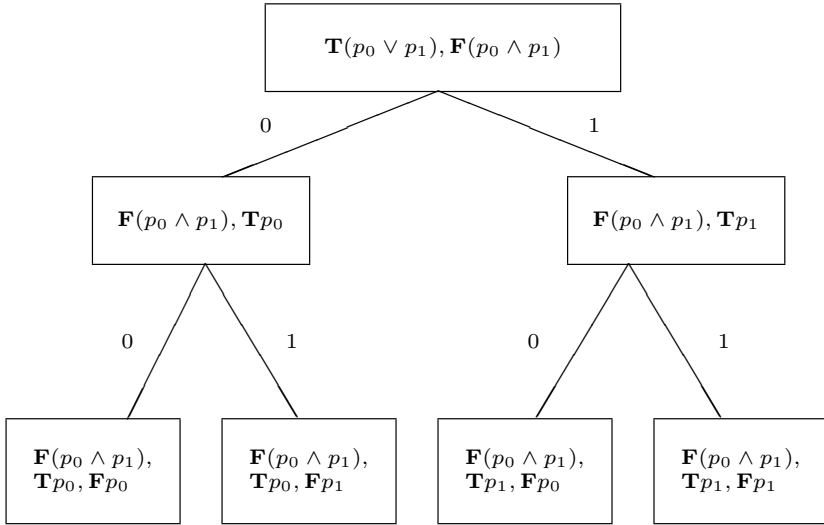 T(p₀ ∨ p₁), F(p₀ ∧ p₁)
0
1
F(p₀ ∧ p₁), Tp₀
F(p₀ ∧ p₁), Tp₁
0
1
0
1
F(p₀ ∧ p₁),
Tp₀, Fp₀
F(p₀ ∧ p₁),
Tp₀, Fp₁
F(p₀ ∧ p₁),
Tp₁, Fp₀
F(p₀ ∧ p₁),
Tp₁, Fp₁